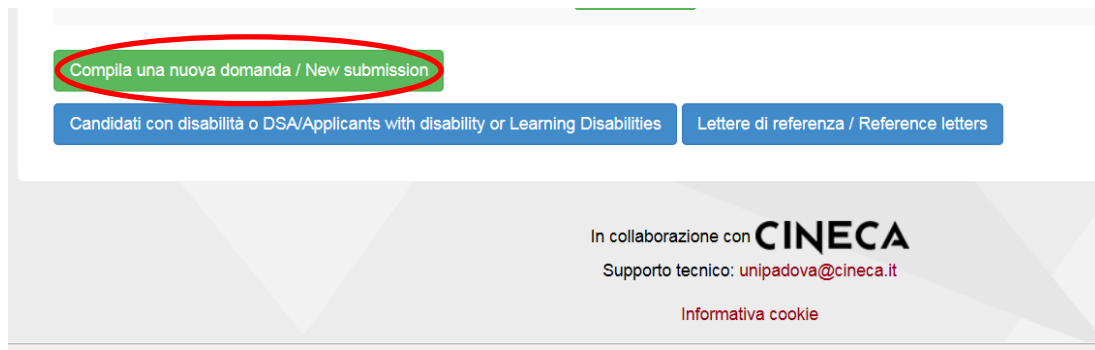 Compila una nuova domanda / New submission
Candidati con disabilità o DSA/Applicants with disability or Learning Disabilities
Lettere di referenza / Reference letters
In collaborazione con CINECA
Supporto tecnico: unipadova@cineca.it
Informativa cookie